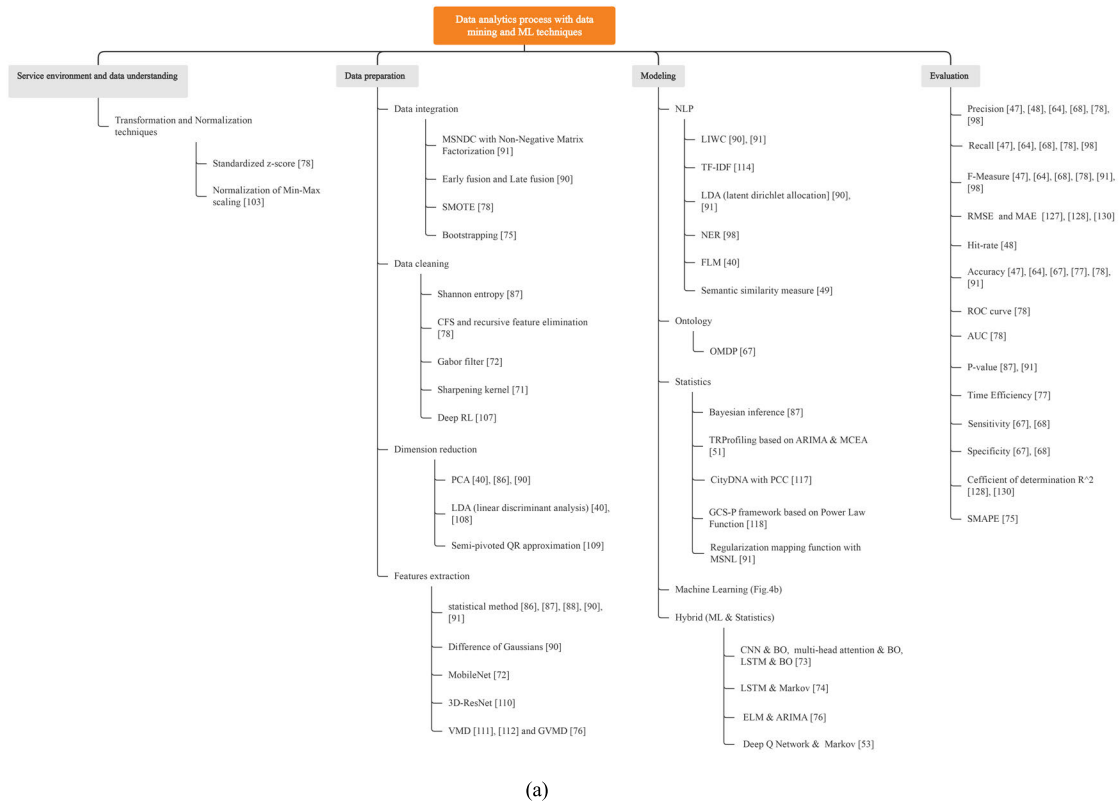 Data analytics process with data
mining and ML techniques
Service environment and data understanding
Transformation and Normalization
techniques
Standardized z-score [78]
Normalization of Min-Max
scaling [103]
Data preparation
Data integration
MSNDC with Non-Negative Matrix
Factorization [91]
Early fusion and Late fusion [90]
SMOTE [78]
Bootstrapping [75]
Data cleaning
Shannon entropy [87]
CFS and recursive feature elimination
[78]
Gabor filter [72]
Sharpening kernel [71]
Deep RL [107]
Dimension reduction
PCA [40], [86], [90]
LDA (linear discriminant analysis) [40],
[108]
Semi-pivoted QR approximation [109]
Features extraction
statistical method [86], [87], [88], [90],
[91]
Difference of Gaussians [90]
MobileNet [72]
3D-ResNet [110]
VMD [111], [112] and GVMD [76]
Modeling
NLP
LIWC [90], [91]
TF-IDF [114]
LDA (latent dirichlet allocation] [90],
[91]
NER [98]
FLM [40]
Semantic similarity measure [49]
Ontology
OMDP [67]
Statistics
Bayesian inference [87]
TRProfiling based on ARIMA & MCEA
[51]
CityDNA with PCC [117]
GCS-P framework based on Power Law
Function [118]
Regularization mapping function with
MSNL [91]
Machine Learning (Fig.4b)
Hybrid (ML & Statistics)
CNN & BO, multi-head attention & BO,
LSTM & BO [73]
LSTM & Markov [74]
ELM & ARIMA [76]
Deep Q Network & Markov [53]
Evaluation
Precision [47], [48], [64], [68], [78],
[98]
Recall [47], [64], [68], [78], [98]
F-Measure [47], [64], [68], [78], [91],
[98]
RMSE and MAE [127], [128], [130]
Hit-rate [48]
Accuracy [47], [64], [67], [77], [78],
[91]
ROC curve [78]
AUC [78]
P-value [87], [91]
Time Efficiency [77]
Sensitivity [67], [68]
Specificity [67], [68]
Cefficient of determination R^2
[128], [130]
SMAPE [75]
(a)